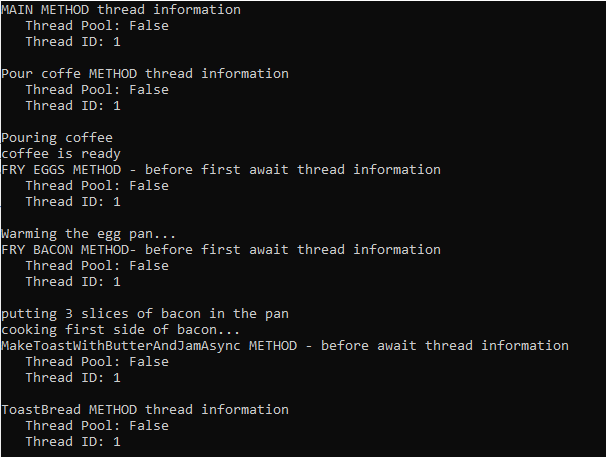 MAIN METHOD thread information
   Thread Pool: False
   Thread ID: 1

Pour coffe METHOD thread information
   Thread Pool: False
   Thread ID: 1

Pouring coffee
coffee is ready
FRY EGGS METHOD - before first await thread information
   Thread Pool: False
   Thread ID: 1

Warming the egg pan...
FRY BACON METHOD- before first await thread information
   Thread Pool: False
   Thread ID: 1

putting 3 slices of bacon in the pan
cooking first side of bacon...
MakeToastWithButterAndJamAsync METHOD - before await thread information
   Thread Pool: False
   Thread ID: 1

ToastBread METHOD thread information
   Thread Pool: False
   Thread ID: 1